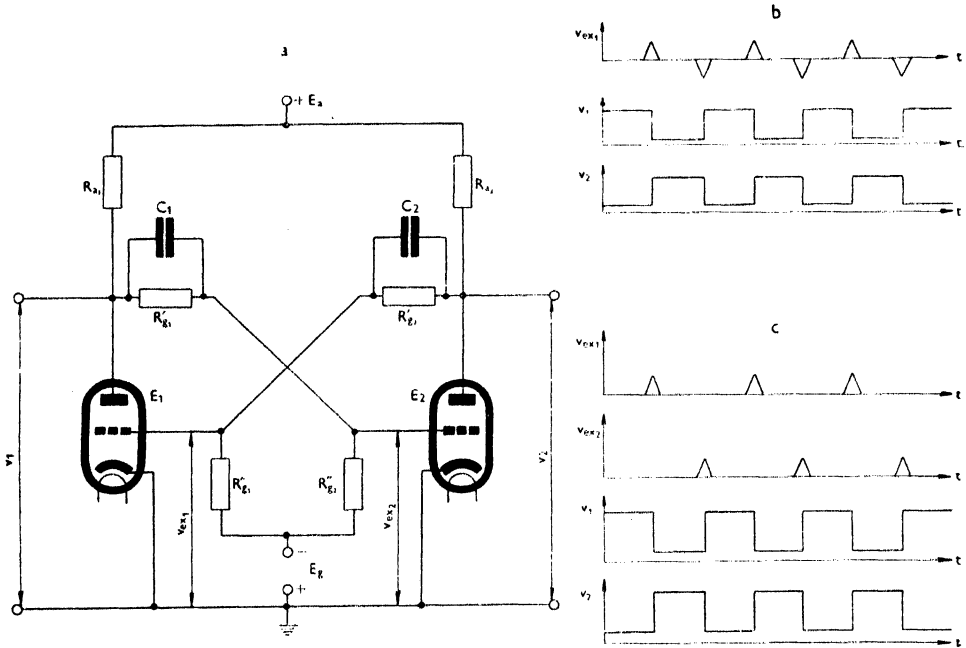 a
+ Ea
Ra₁
Ra₂
C₁
C₂
R'g₁
R'g₂
E₁
E₂
v₁
v₂
R'g₁
R''g₂
vex₁
vex₂
−
Eg
+
b
vex₁
t
v₁
t
v₂
t
c
vex₁
t
vex₂
t
v₁
t
v₂
t